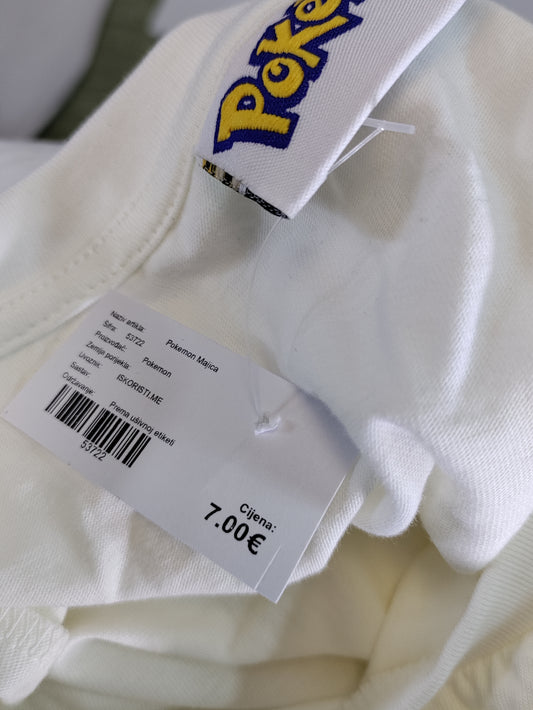 Poke
Naziv artikla: Pokemon Majica
Šifra: 53722
Proizvođač: Pokemon
Zemlja porijekla:
Uvoznik: ISKORISTI.ME
Sastav:
Održavanje: Prema ušivnoj etiketi
53722
Cijena:
7.00€